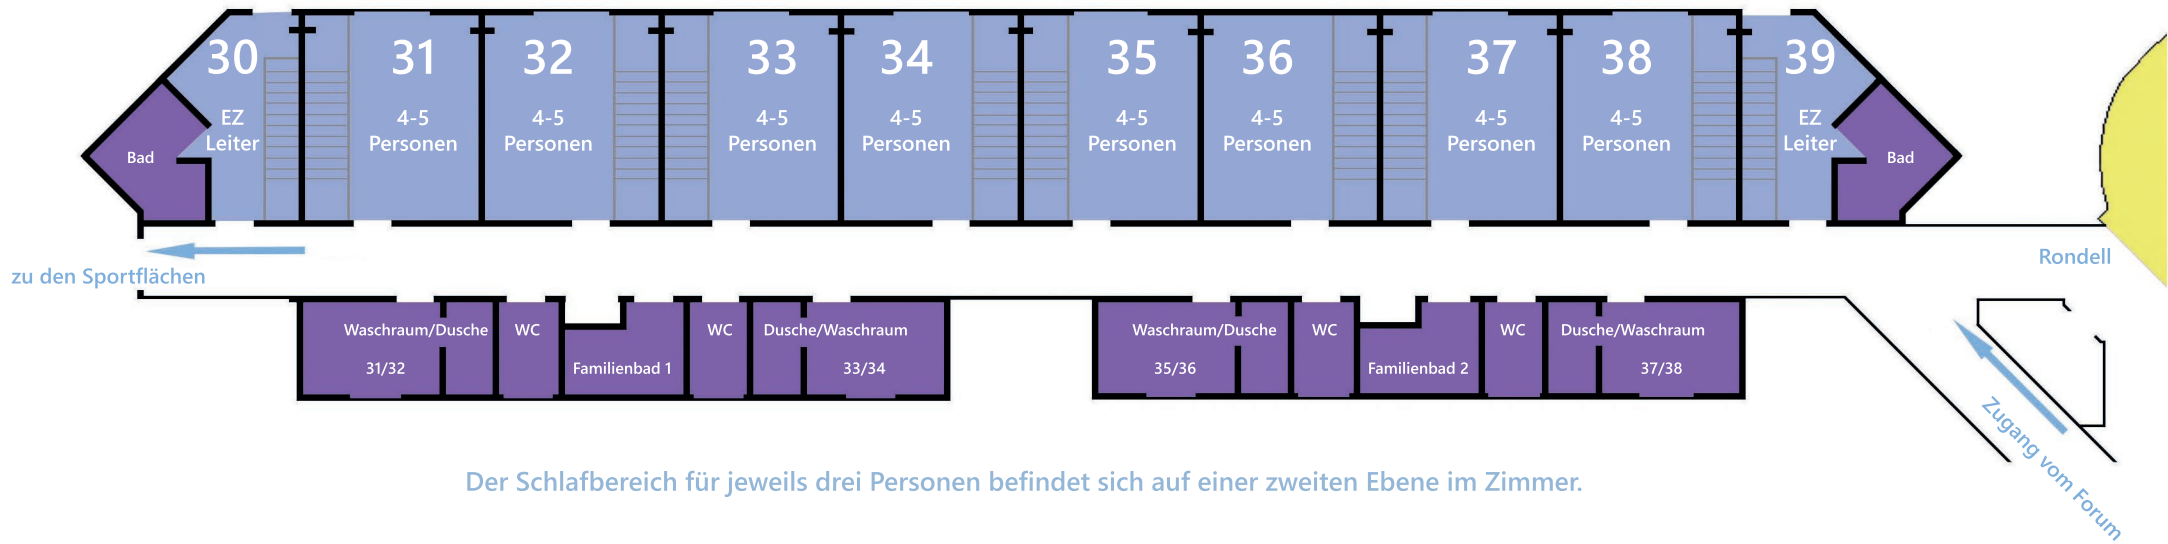 30
31
32
33
34
35
36
37
38
39
EZ
Leiter
4-5
Personen
4-5
Personen
4-5
Personen
4-5
Personen
4-5
Personen
4-5
Personen
4-5
Personen
4-5
Personen
EZ
Leiter
Bad
Bad
zu den Sportflächen
Rondell
Waschraum/Dusche
31/32
WC
Familienbad 1
WC
Dusche/Waschraum
33/34
Waschraum/Dusche
35/36
WC
Familienbad 2
WC
Dusche/Waschraum
37/38
Zugang vom Forum
Der Schlafbereich für jeweils drei Personen befindet sich auf einer zweiten Ebene im Zimmer.